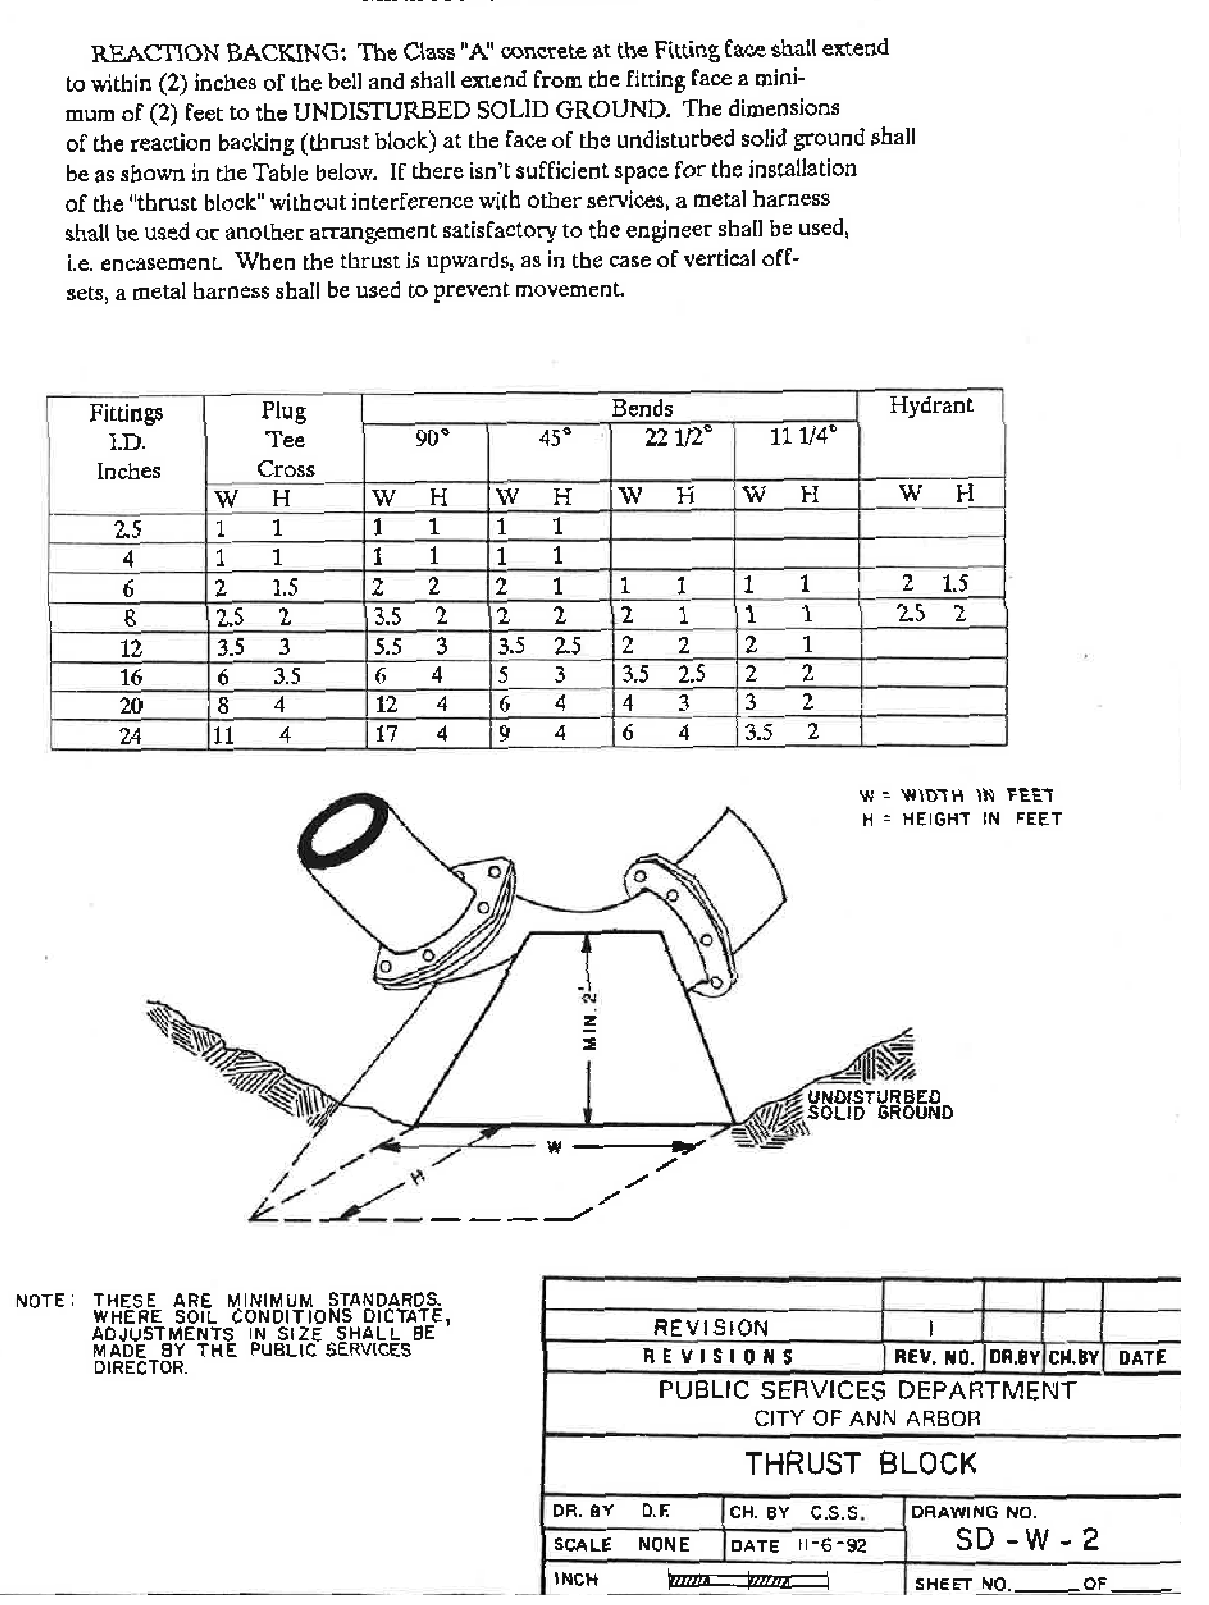 REACTION BACKING: The Class "A" concrete at the Fitting face shall extend
to within (2) inches of the bell and shall extend from the fitting face a mini-
mum of (2) feet to the UNDISTURBED SOLID GROUND. The dimensions
of the reaction backing (thrust block) at the face of the undisturbed solid ground shall
be as shown in the Table below. If there isn't sufficient space for the installation
of the "thrust block" without interference with other services, a metal harness
shall be used or another arrangement satisfactory to the engineer shall be used,
i.e. encasement. When the thrust is upwards, as in the case of vertical off-
sets, a metal harness shall be used to prevent movement.
Fittings Plug Bends Hydrant
I.D. Tee 90° 45° 22 1/2° 11 1/4°
Inches Cross
W H W H W H W H W H W H
2.5 1 1 1 1 1 1
4 1 1 1 1 1 1
6 2 1.5 2 2 2 1 1 1 1 1 2 1.5
8 2.5 2 3.5 2 2 2 2 1 1 1 2.5 2
12 3.5 3 5.5 3 3.5 2.5 2 2 2 1
16 6 3.5 6 4 5 3 3.5 2.5 2 2
20 8 4 12 4 6 4 4 3 3 2
24 11 4 17 4 9 4 6 4 3.5 2
W = WIDTH IN FEET
H = HEIGHT IN FEET
MIN. 2'
UNDISTURBED
SOLID GROUND
W
H
NOTE: THESE ARE MINIMUM STANDARDS.
WHERE SOIL CONDITIONS DICTATE,
ADJUSTMENTS IN SIZE SHALL BE
MADE BY THE PUBLIC SERVICES
DIRECTOR.
REVISION 1
REVISIONS REV. NO. DR.BY CH.BY DATE
PUBLIC SERVICES DEPARTMENT
CITY OF ANN ARBOR
THRUST BLOCK
DR. BY D.F. CH. BY C.S.S. DRAWING NO.
SCALE NONE DATE 11-6-92 SD-W-2
INCH SHEET NO.____OF____